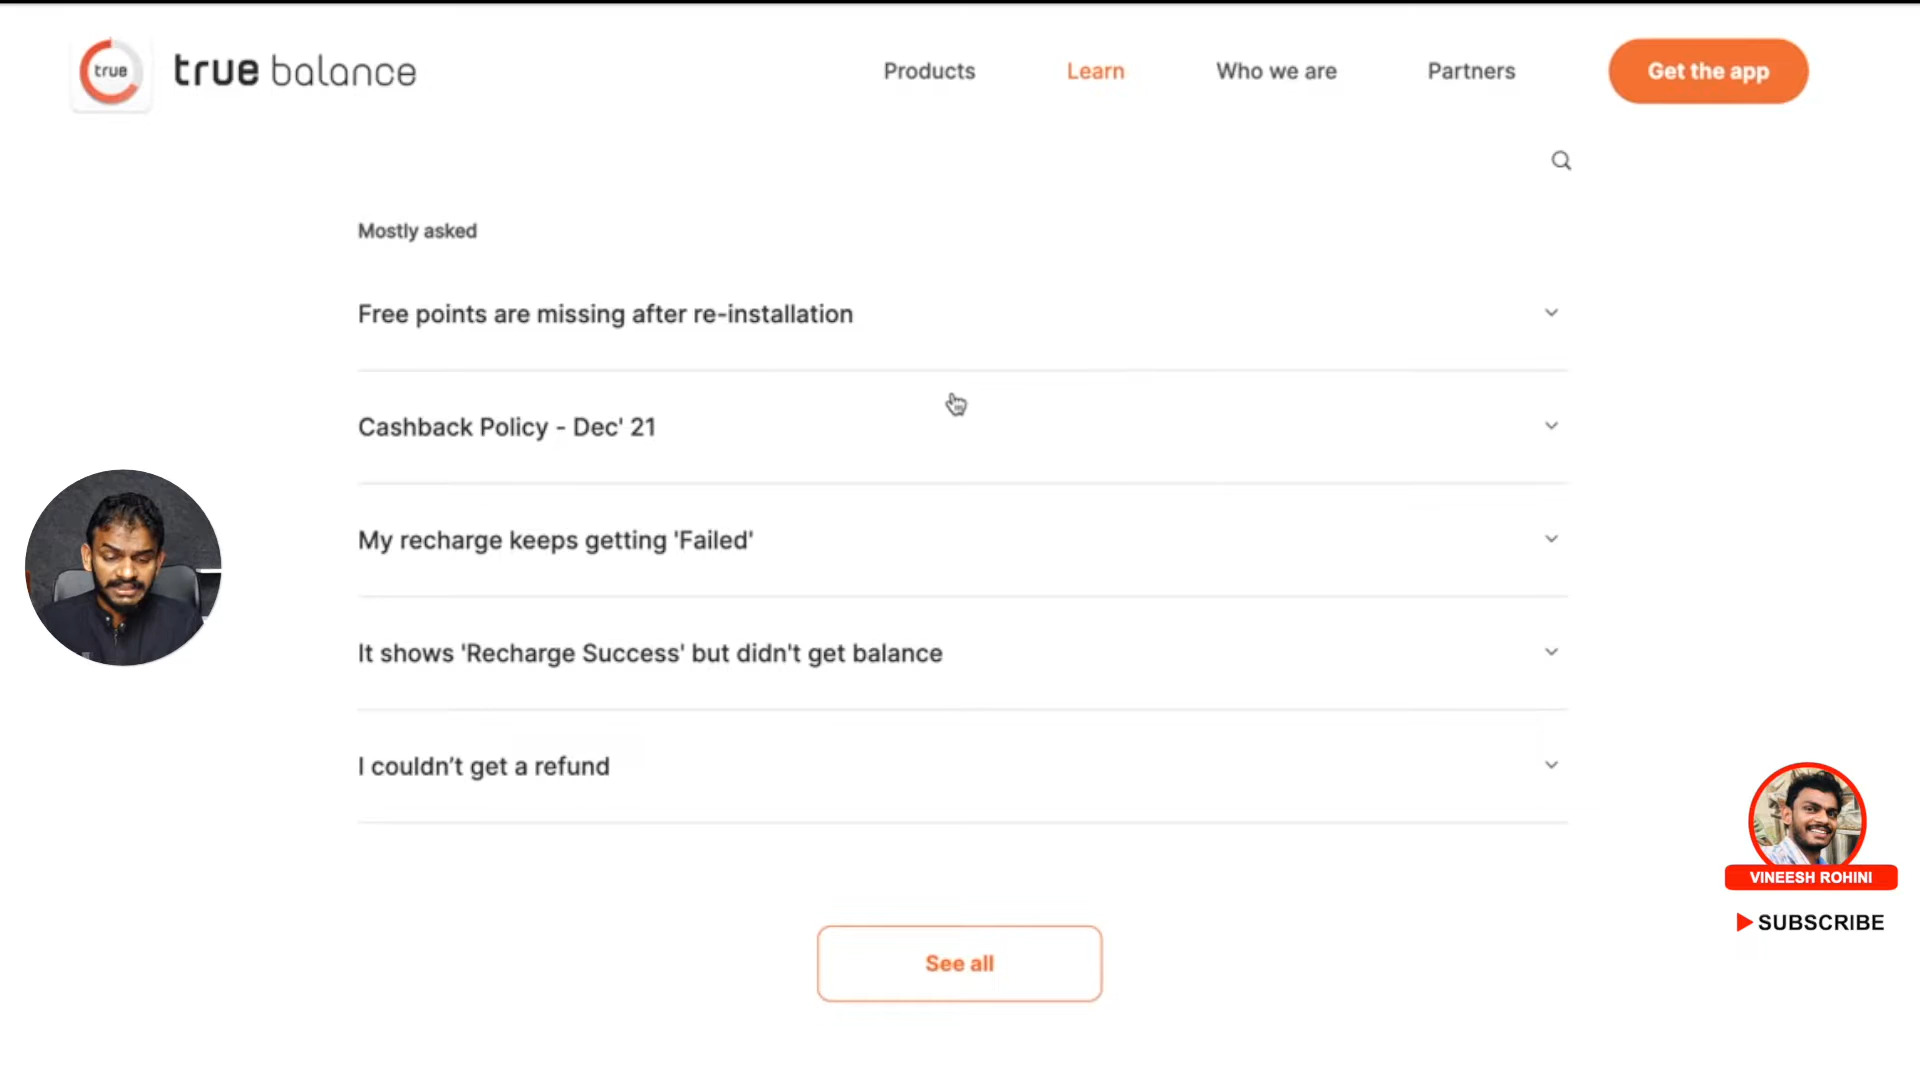 true
true balance
Products
Learn
Who we are
Partners
Get the app
Mostly asked
Free points are missing after re-installation
Cashback Policy - Dec' 21
My recharge keeps getting 'Failed'
It shows 'Recharge Success' but didn't get balance
I couldn’t get a refund
See all
VINEESH ROHINI
SUBSCRIBE